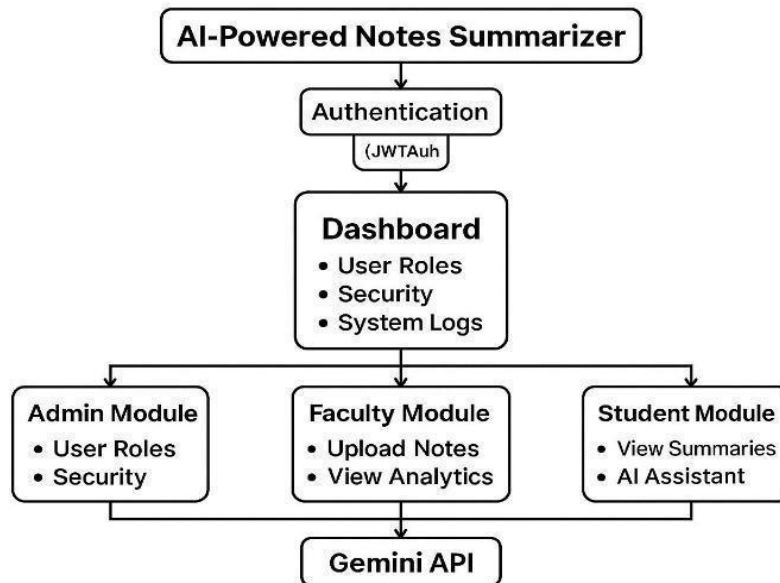 AI-Powered Notes Summarizer
Authentication
(JWTAuh
Dashboard
• User Roles
• Security
• System Logs
Admin Module
• User Roles
• Security
Faculty Module
• Upload Notes
• View Analytics
Student Module
• View Summaries
• AI Assistant
Gemini API